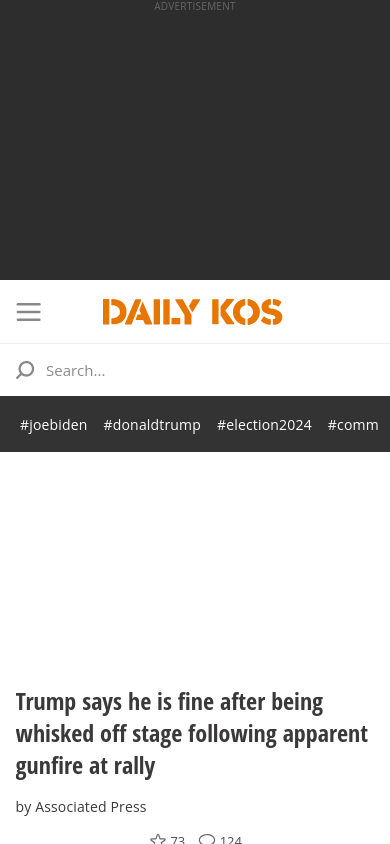 ADVERTISEMENT
DAILY KOS
Search...
#joebiden #donaldtrump #election2024 #comm
Trump says he is fine after being
whisked off stage following apparent
gunfire at rally
by Associated Press
73 124